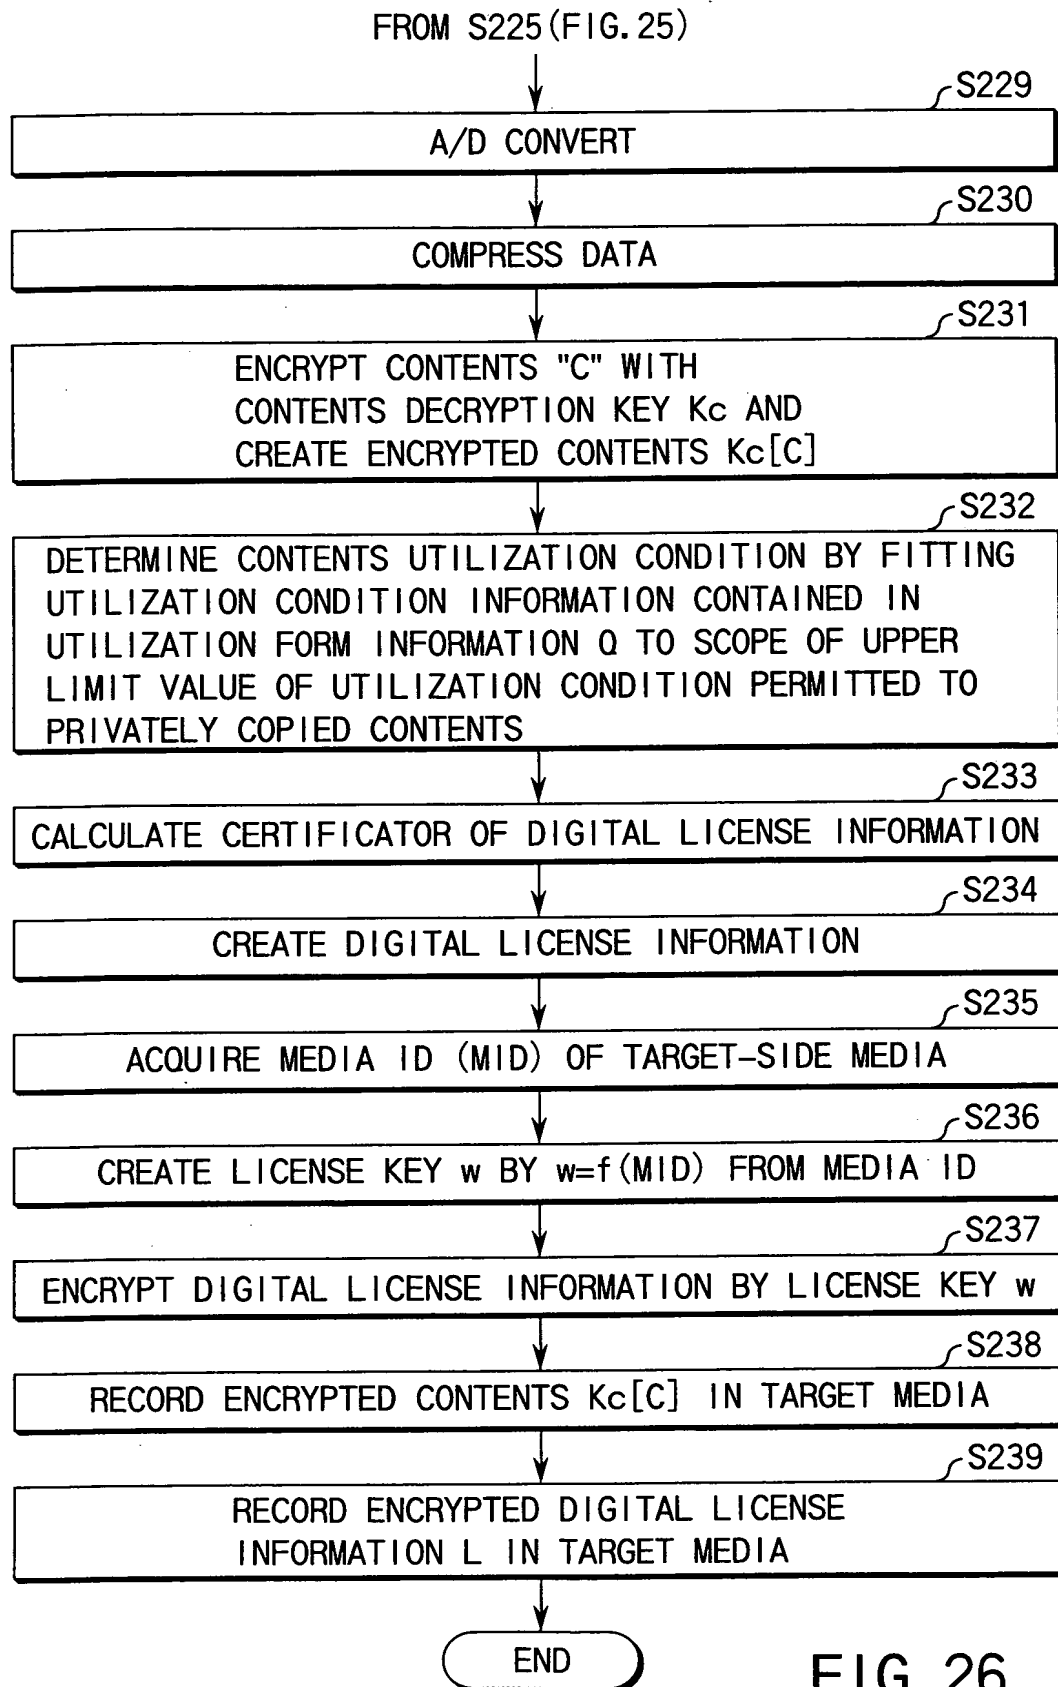 FROM S225(FIG.25)
S229
A/D CONVERT
S230
COMPRESS DATA
S231
ENCRYPT CONTENTS "C" WITH
CONTENTS DECRYPTION KEY Kc AND
CREATE ENCRYPTED CONTENTS Kc[C]
S232
DETERMINE CONTENTS UTILIZATION CONDITION BY FITTING
UTILIZATION CONDITION INFORMATION CONTAINED IN
UTILIZATION FORM INFORMATION Q TO SCOPE OF UPPER
LIMIT VALUE OF UTILIZATION CONDITION PERMITTED TO
PRIVATELY COPIED CONTENTS
S233
CALCULATE CERTIFICATOR OF DIGITAL LICENSE INFORMATION
S234
CREATE DIGITAL LICENSE INFORMATION
S235
ACQUIRE MEDIA ID (MID) OF TARGET-SIDE MEDIA
S236
CREATE LICENSE KEY w BY w=f(MID) FROM MEDIA ID
S237
ENCRYPT DIGITAL LICENSE INFORMATION BY LICENSE KEY w
S238
RECORD ENCRYPTED CONTENTS Kc[C] IN TARGET MEDIA
S239
RECORD ENCRYPTED DIGITAL LICENSE
INFORMATION L IN TARGET MEDIA
END
FIG. 26